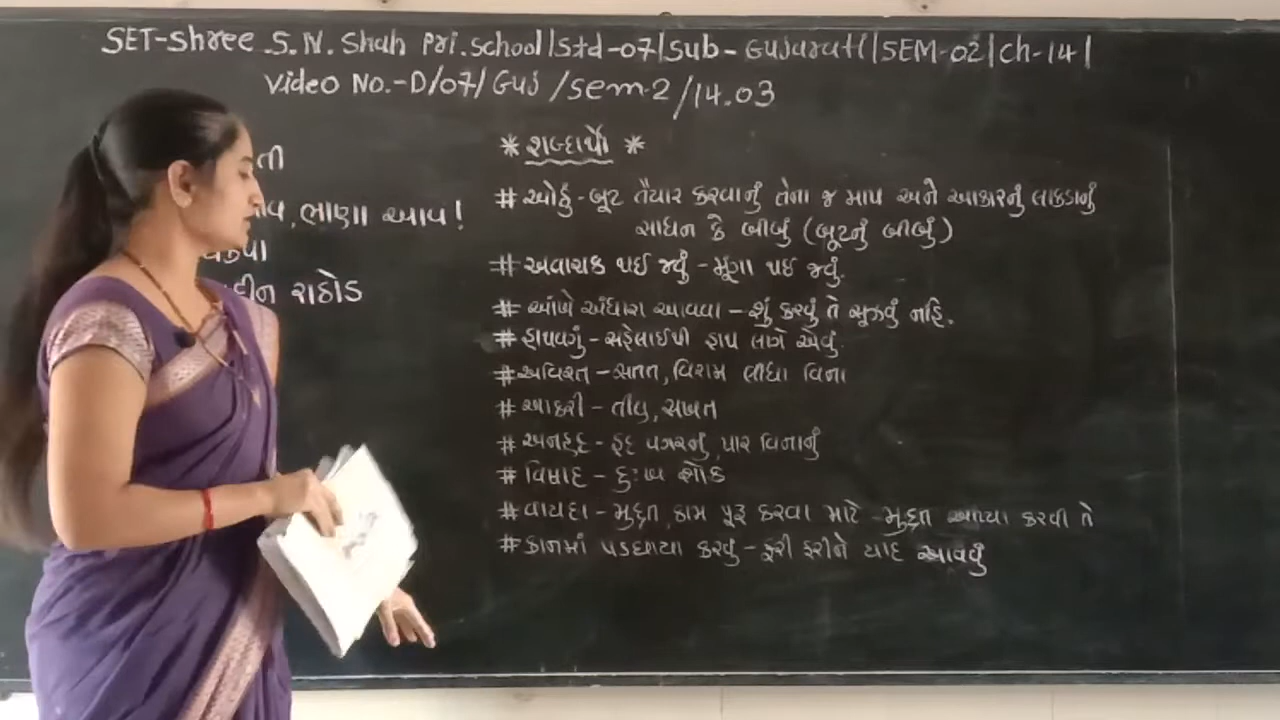 SET-Shree S.N. Shah Pri. School|Std-07|Sub-Gujarati|SEM-02|Ch-14|
Video No.-D/07/Guj/sem-2/14.03
તી
, ભાણા આવ!
રાઠોડ
* શબ્દાર્થો *
# ઓઠું - બૂટ તૈયાર કરવાનું તેના જ માપ અને આકારનું લાકડાનું
સાધન કે બીબું (બૂટનું બીબું)
# અવાચક થઈ જવું - મૂંગા થઈ જવું.
# આંખે અંધારા આવવા - શું કરવું તે સૂઝવું નહિ.
# હાથવગું - સહેલાઈથી હાથ લાગે એવું.
# અવિરત - સતત, વિરામ લીધા વિના
# આકરી - તીવ્ર, સખત
# અનહદ - હદ વગરનું, પાર વિનાનું
# વિષાદ - દુ:ખ શોક
# વાયદા - મુદ્દત, કામ પૂરૂ કરવા માટે મુદ્દત આપ્યા કરવી તે
# કાનમાં પડઘાયા કરવું - ફરી ફરીને યાદ આવવું